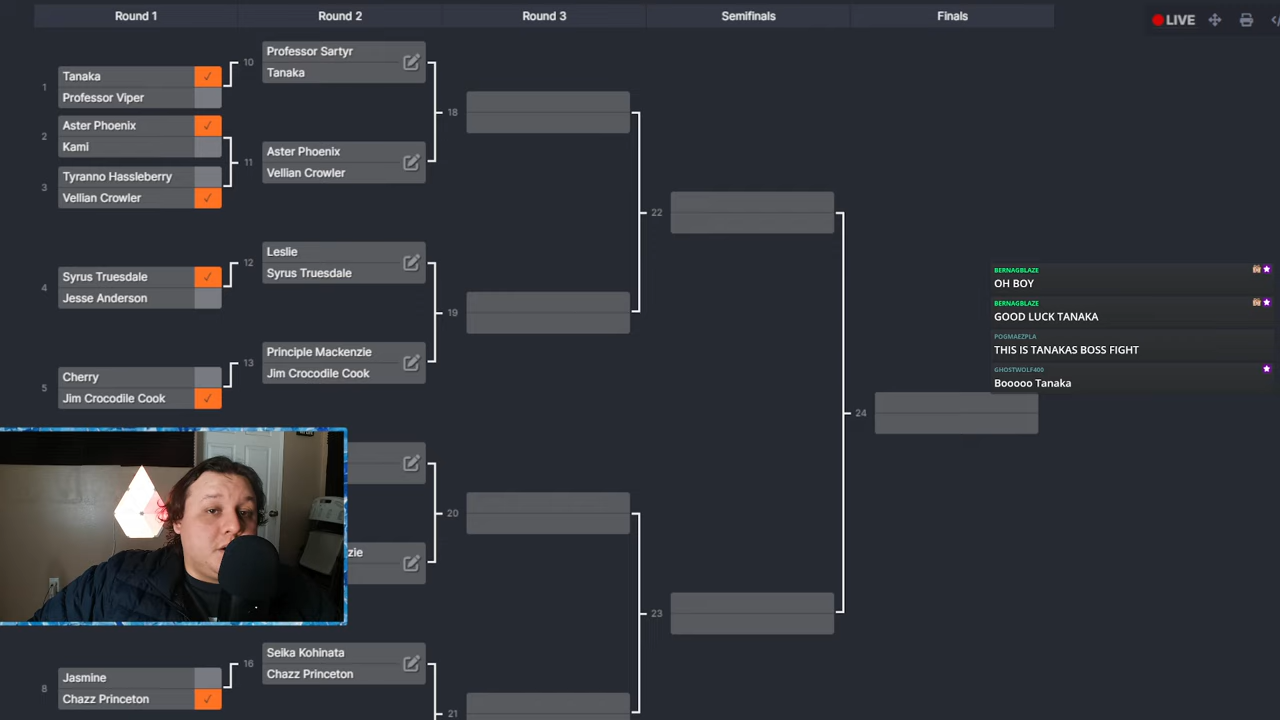 Round 1
Round 2
Round 3
Semifinals
Finals
LIVE
1
Tanaka
Professor Viper
2
Aster Phoenix
Kami
3
Tyranno Hassleberry
Vellian Crowler
4
Syrus Truesdale
Jesse Anderson
5
Cherry
Jim Crocodile Cook
8
Jasmine
Chazz Princeton
10
Professor Sartyr
Tanaka
11
Aster Phoenix
Vellian Crowler
12
Leslie
Syrus Truesdale
13
Principle Mackenzie
Jim Crocodile Cook
zie
16
Seika Kohinata
Chazz Princeton
18
19
20
21
22
23
24
BERNAGBLAZE
OH BOY
BERNAGBLAZE
GOOD LUCK TANAKA
POGMAEZPLA
THIS IS TANAKAS BOSS FIGHT
GHOSTWOLF400
Booooo Tanaka